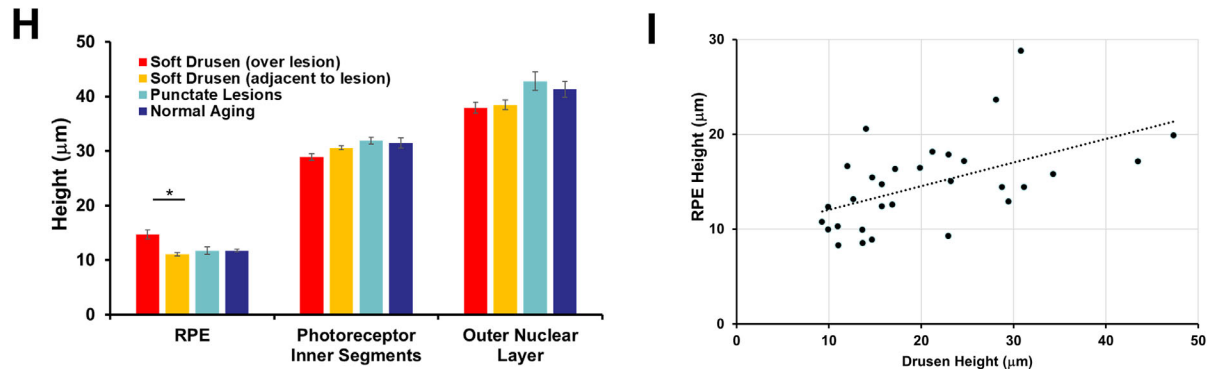 H
50
40
30
20
10
0
Height (µm)
Soft Drusen (over lesion)
Soft Drusen (adjacent to lesion)
Punctate Lesions
Normal Aging
*
RPE
Photoreceptor
Inner Segments
Outer Nuclear
Layer
I
30
20
10
0
RPE Height (µm)
0
10
20
30
40
50
Drusen Height (µm)